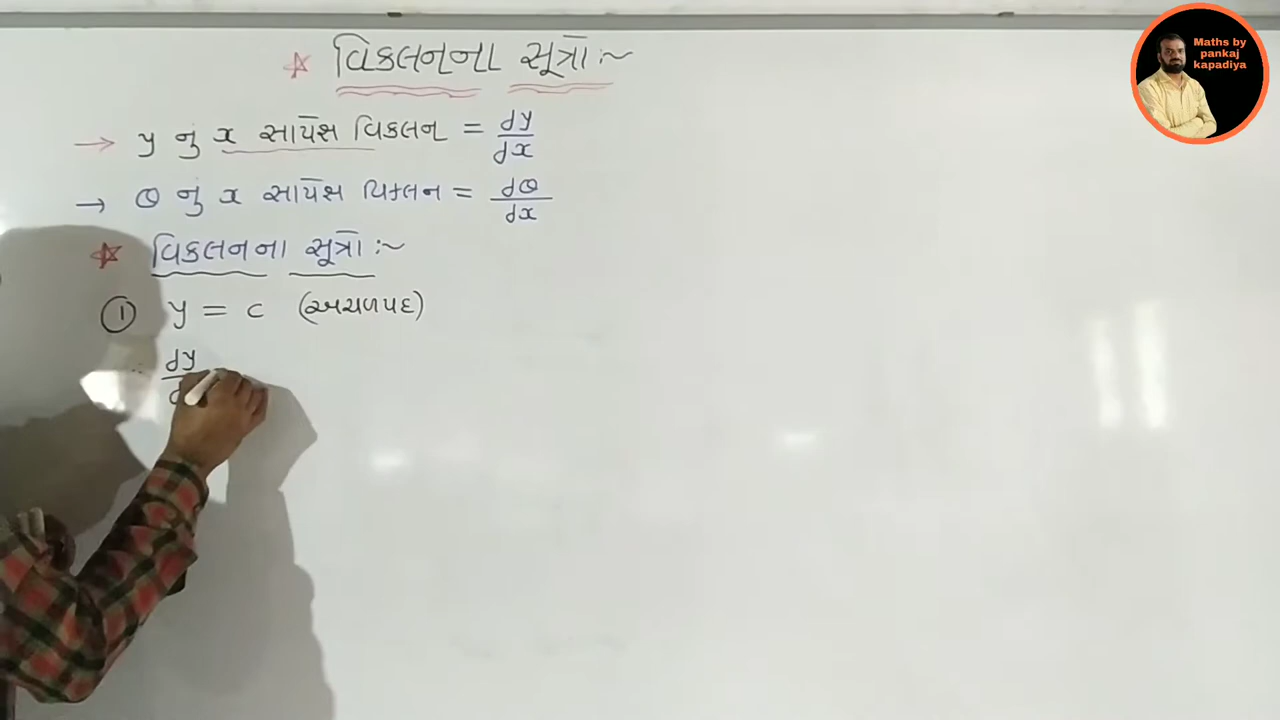 ☆ વિકલનના સૂત્રો :~
→ y નું x સાપેક્ષ વિકલન = dy/dx
→ θ નું x સાપેક્ષ વિકલન = dθ/dx
☆ વિકલનના સૂત્રો :~
① y = c (અચળપદ)
∴ dy/d
Maths by
pankaj
kapadiya